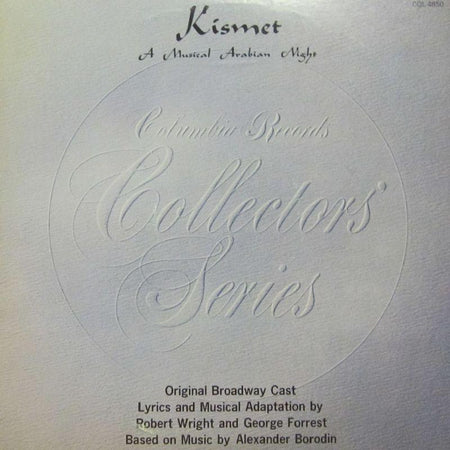 COL 4850
Kismet
A Musical Arabian Night
Columbia Records
Collectors'
Series
Original Broadway Cast
Lyrics and Musical Adaptation by
Robert Wright and George Forrest
Based on Music by Alexander Borodin